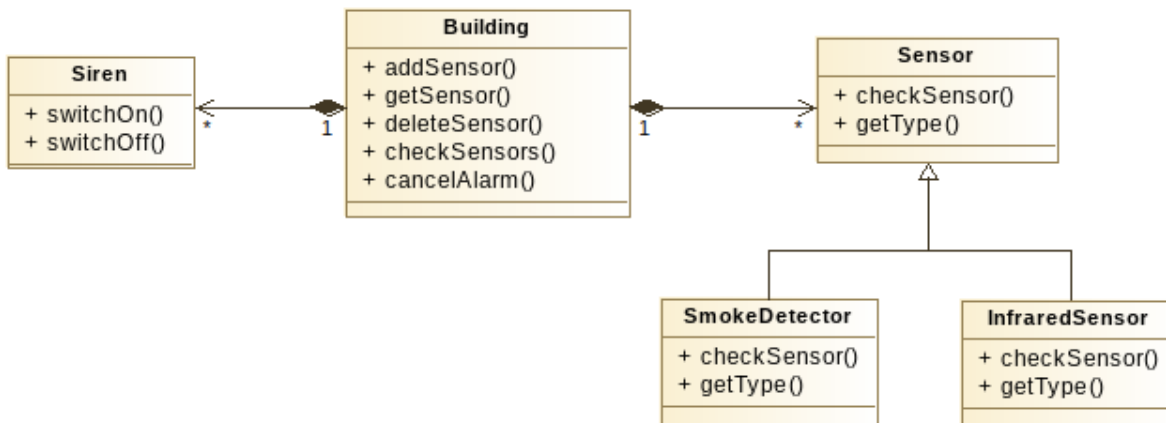 Siren
+ switchOn()
+ switchOff()
*
1
Building
+ addSensor()
+ getSensor()
+ deleteSensor()
+ checkSensors()
+ cancelAlarm()
1
*
Sensor
+ checkSensor()
+ getType()
SmokeDetector
+ checkSensor()
+ getType()
InfraredSensor
+ checkSensor()
+ getType()